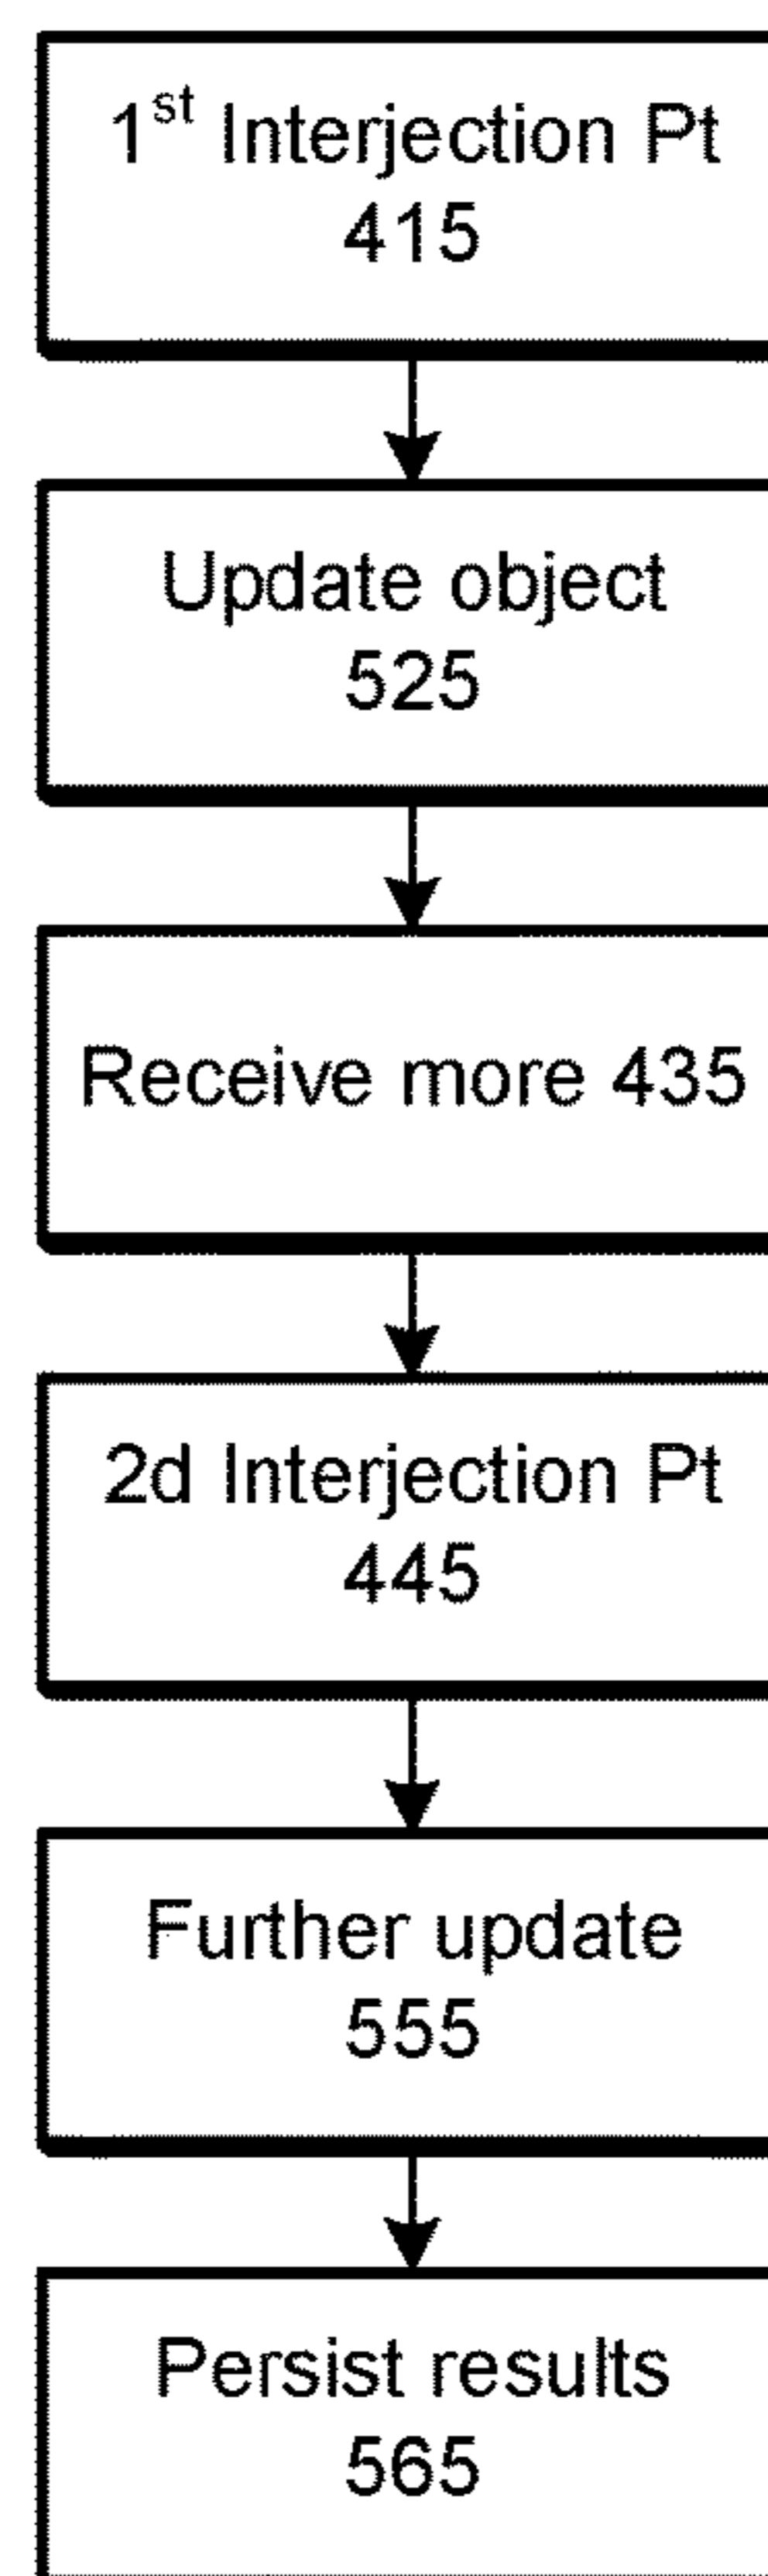 1st Interjection Pt
415
Update object
525
Receive more 435
2d Interjection Pt
445
Further update
555
Persist results
565